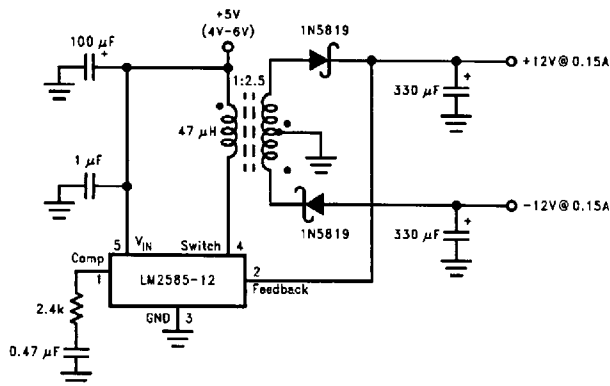 +5V
(4V-6V)
1N5819
100 μF
+
1:2.5
+12V@0.15A
+
330 μF
47 μH
1 μF
-12V@0.15A
1N5819
+
330 μF
5
VIN
Switch
4
Comp
1
LM2585-12
2
Feedback
2.4k
GND
3
0.47 μF